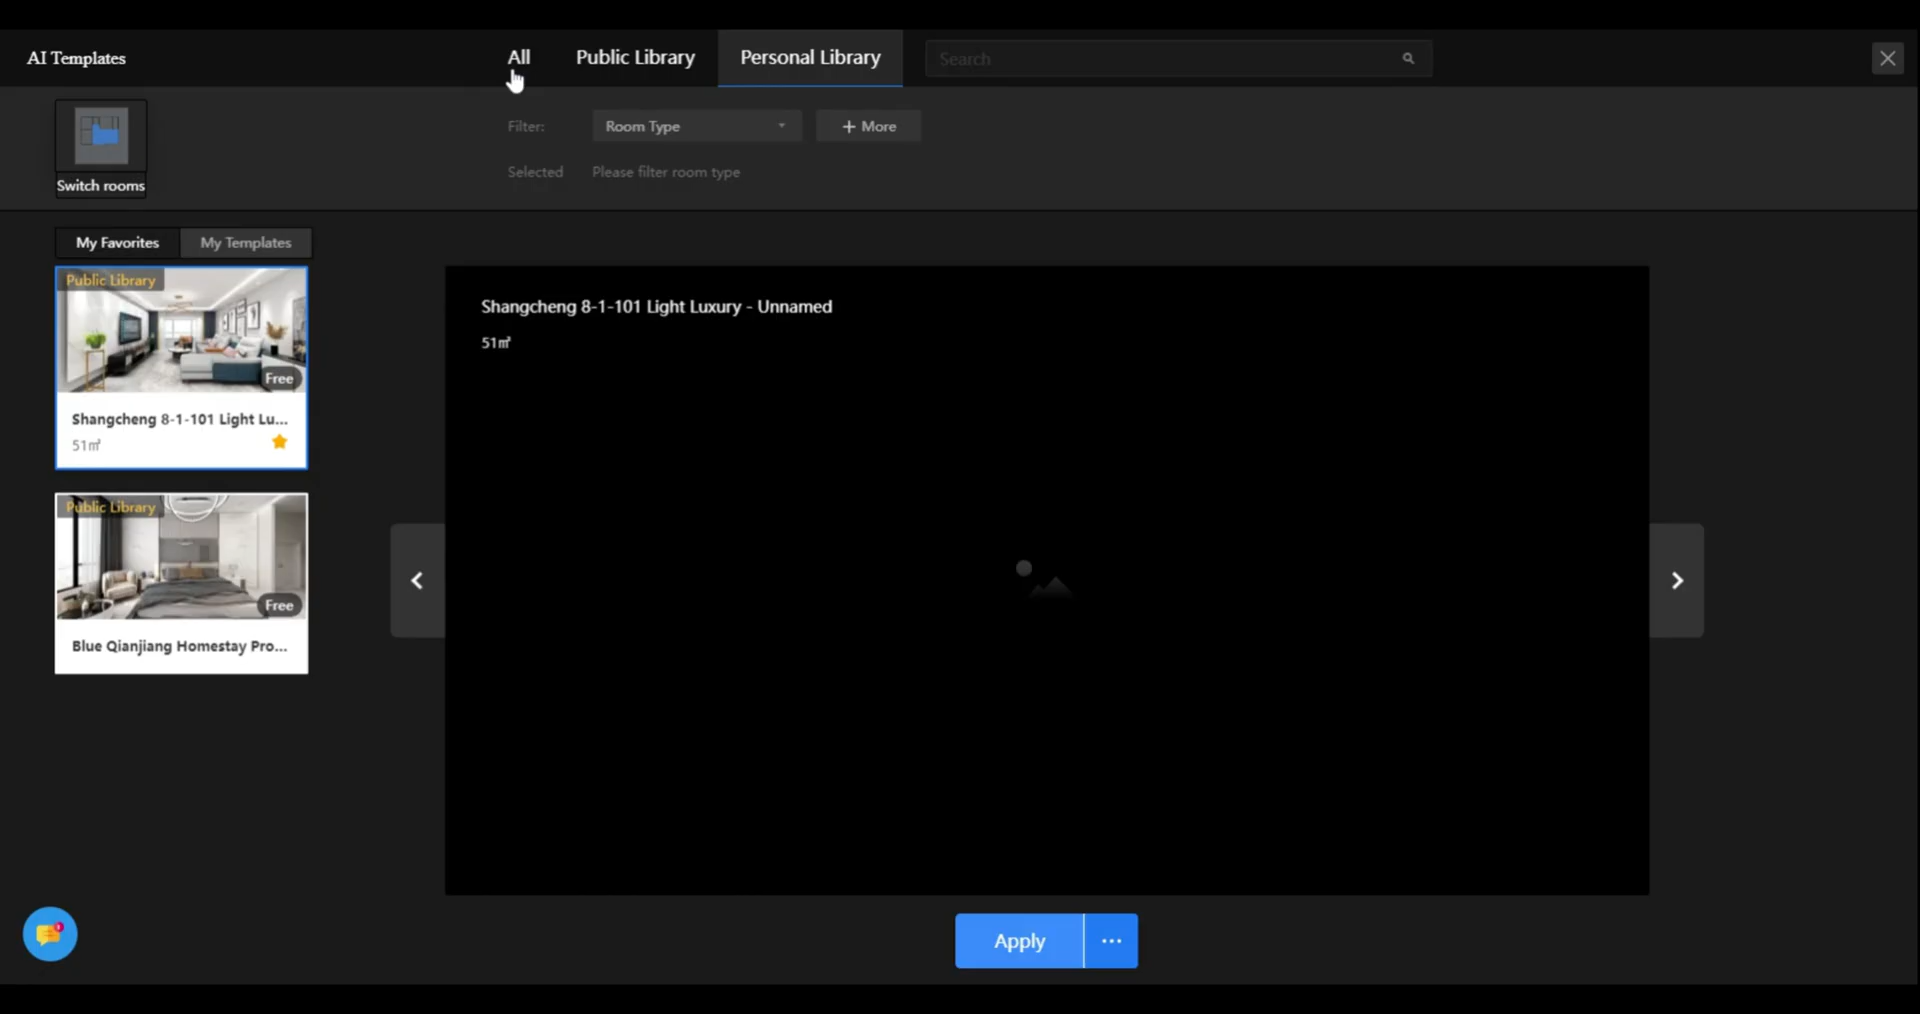 AI Templates
All
Public Library
Personal Library
Search
Switch rooms
Filter:
Room Type
+ More
Selected
Please filter room type
My Favorites
My Templates
Public Library
Free
Shangcheng 8-1-101 Light Lu...
51㎡
Public Library
Free
Blue Qianjiang Homestay Pro...
Shangcheng 8-1-101 Light Luxury - Unnamed
51㎡
Apply